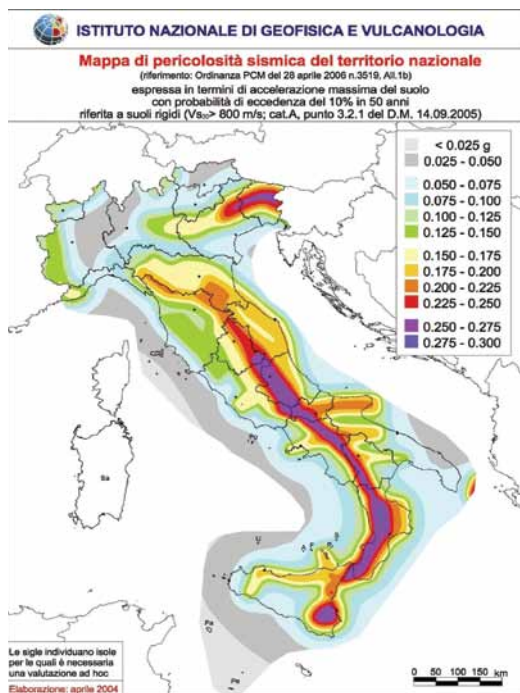 ISTITUTO NAZIONALE DI GEOFISICA E VULCANOLOGIA
Mappa di pericolosità sismica del territorio nazionale
(riferimento: Ordinanza PCM del 28 aprile 2006 n.3519, All.1b)
espressa in termini di accelerazione massima del suolo
con probabilità di eccedenza del 10% in 50 anni
riferita a suoli rigidi (Vs₃₀> 800 m/s; cat.A, punto 3.2.1 del D.M. 14.09.2005)
< 0.025 g
0.025 - 0.050
0.050 - 0.075
0.075 - 0.100
0.100 - 0.125
0.125 - 0.150
0.150 - 0.175
0.175 - 0.200
0.200 - 0.225
0.225 - 0.250
0.250 - 0.275
0.275 - 0.300
Sa
U
Pa
Pe
Le sigle individuano isole
per le quali è necessaria
una valutazione ad hoc
Elaborazione: aprile 2004
0 50 100 150
km